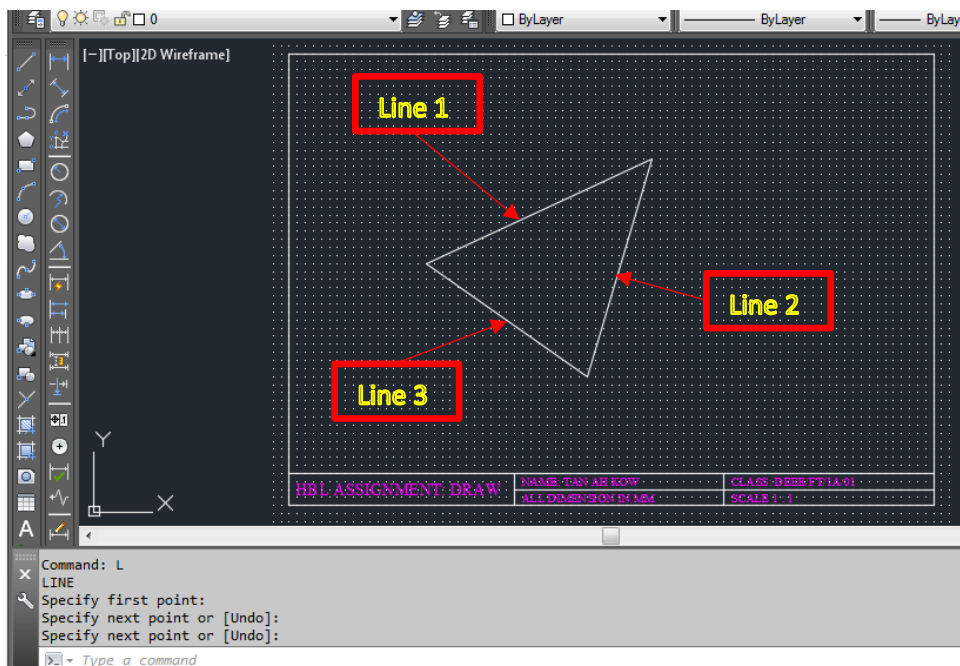 0
ByLayer
ByLayer
ByLay
[−][Top][2D Wireframe]
Line 1
Line 2
Line 3
Y
X
HBL ASSIGNMENT: DRAW
NAME: TAN AH KOW
CLASS: DEEE/FT/1A/01
ALL DIMENSION IN MM
SCALE 1 : 1
A
Command: L
LINE
Specify first point:
Specify next point or [Undo]:
Specify next point or [Undo]:
Type a command